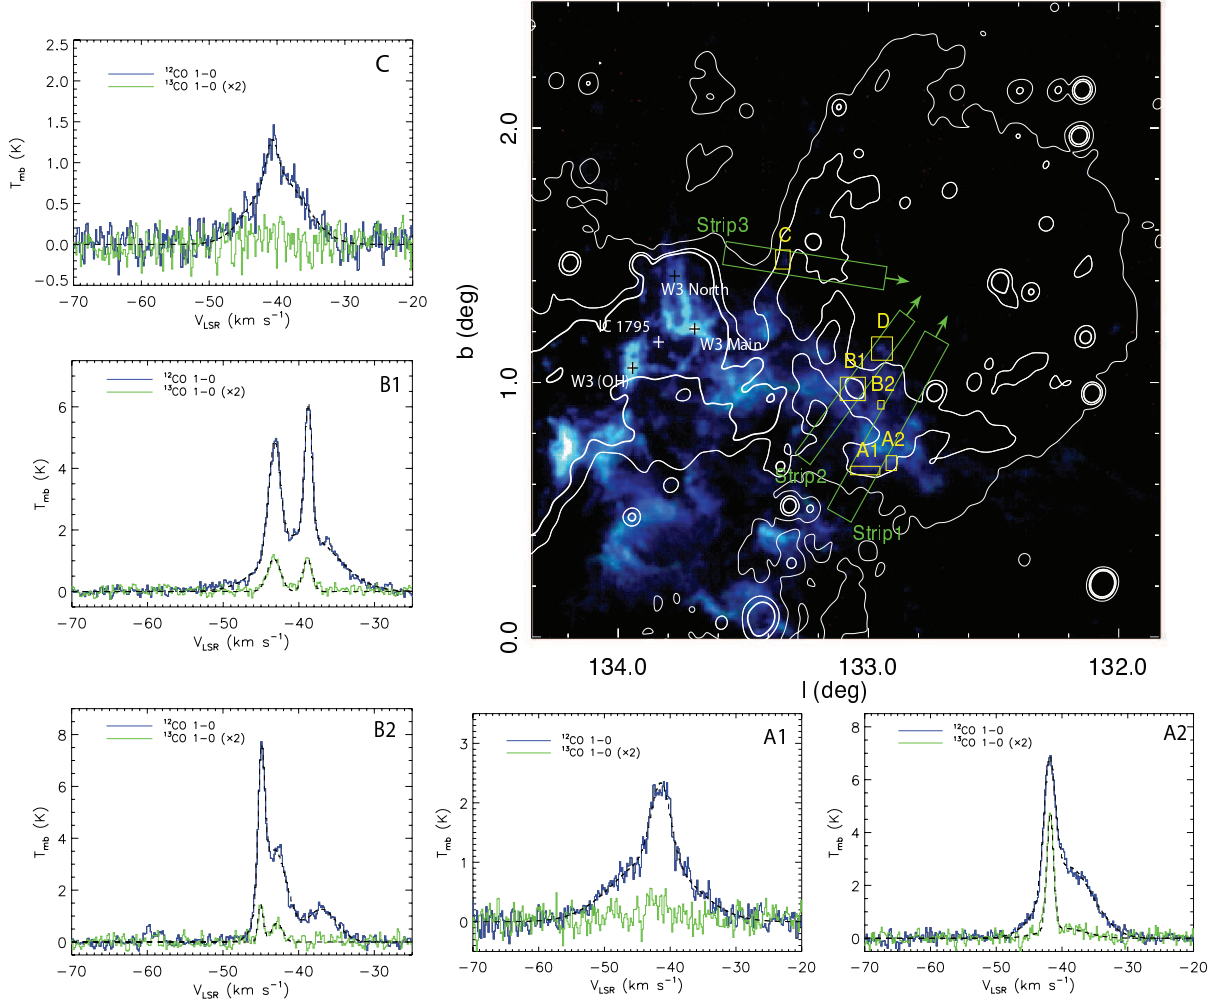 C
¹²CO 1−0
¹³CO 1−0 (×2)
2.5
2.0
1.5
1.0
0.5
0.0
−0.5
T_mb (K)
−70 −60 −50 −40 −30 −20
V_LSR (km s⁻¹)
B1
¹²CO 1−0
¹³CO 1−0 (×2)
6
4
2
0
T_mb (K)
−60 −50 −40 −30
V_LSR (km s⁻¹)
2.0
1.0
0.0
b (deg)
Strip3
C
W3 North
IC 1795
W3 Main
W3 (OH)
D
B1
B2
A2
A1
Strip2
Strip1
134.0 133.0 132.0
l (deg)
B2
¹²CO 1−0
¹³CO 1−0 (×2)
8
6
4
2
0
T_mb (K)
−70 −60 −50 −40 −30
V_LSR (km s⁻¹)
A1
¹²CO 1−0
¹³CO 1−0 (×2)
3
2
1
0
T_mb (K)
−70 −60 −50 −40 −30 −20
V_LSR (km s⁻¹)
A2
¹²CO 1−0
¹³CO 1−0 (×2)
8
6
4
2
0
T_mb (K)
−70 −60 −50 −40 −30 −20
V_LSR (km s⁻¹)